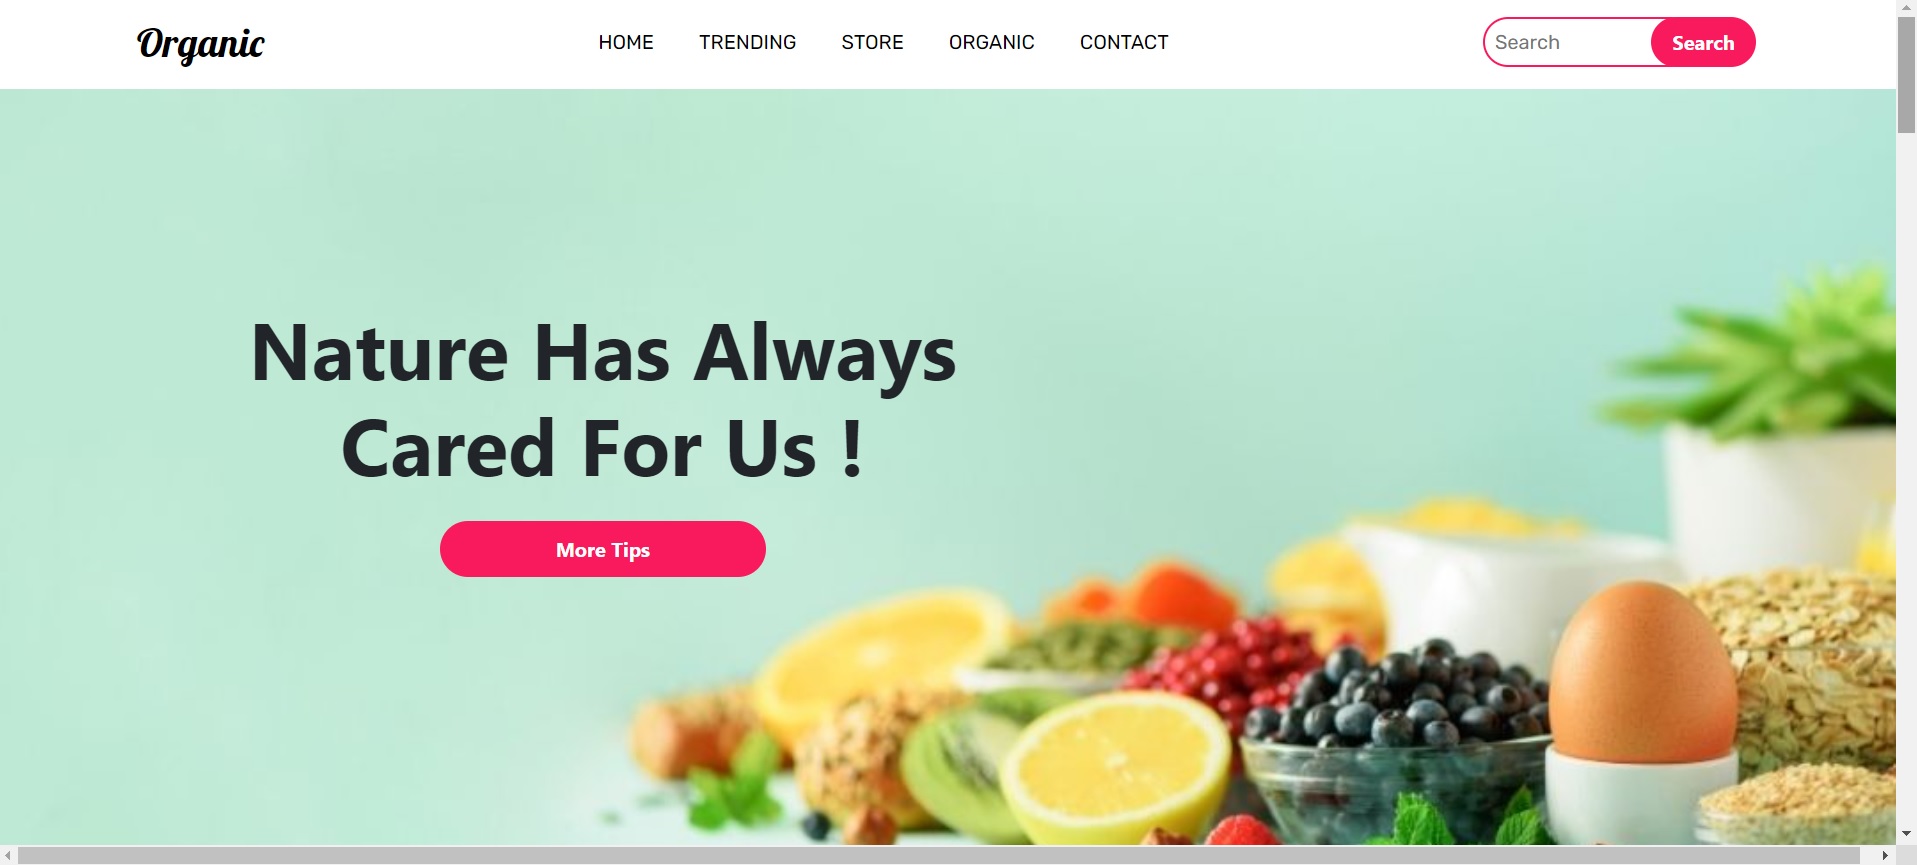 Organic
HOME TRENDING STORE ORGANIC CONTACT
Search Search
Nature Has Always
Cared For Us !
More Tips